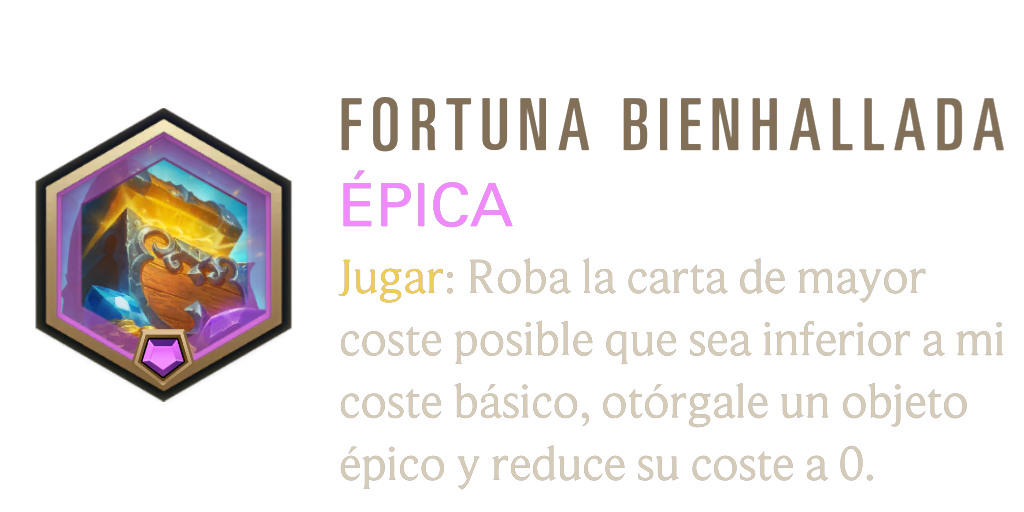 FORTUNA BIENHALLADA
ÉPICA
Jugar: Roba la carta de mayor
coste posible que sea inferior a mi
coste básico, otórgale un objeto
épico y reduce su coste a 0.